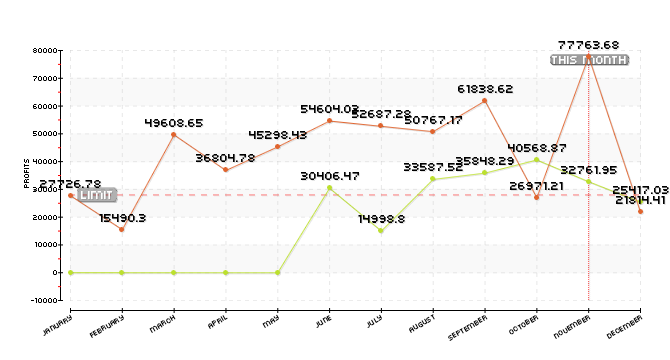 77763.68
80000
THIS MONTH
70000
61838.62
60000
54604.03
52687.28
50767.17
49608.65
50000
45298.43
40568.87
40000
36804.78
35848.29
33587.52
32761.95
30406.47
30000
27726.78
26971.21
25417.03
LIMIT
21814.41
20000
15490.3
14998.8
10000
0
-10000
PROFITS
JANUARY
FEBRUARY
MARCH
APRIL
MAY
JUNE
JULY
AUGUST
SEPTEMBER
OCTOBER
NOVEMBER
DECEMBER